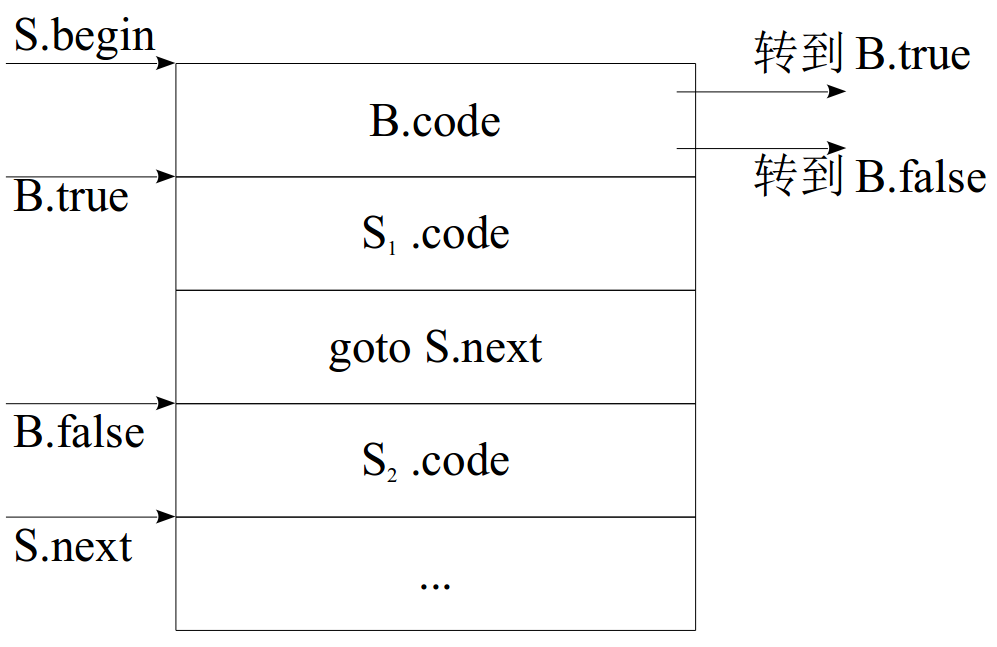 S.begin
转到 B.true
B.code
转到 B.false
B.true
S₁ .code
goto S.next
B.false
S₂ .code
S.next
...